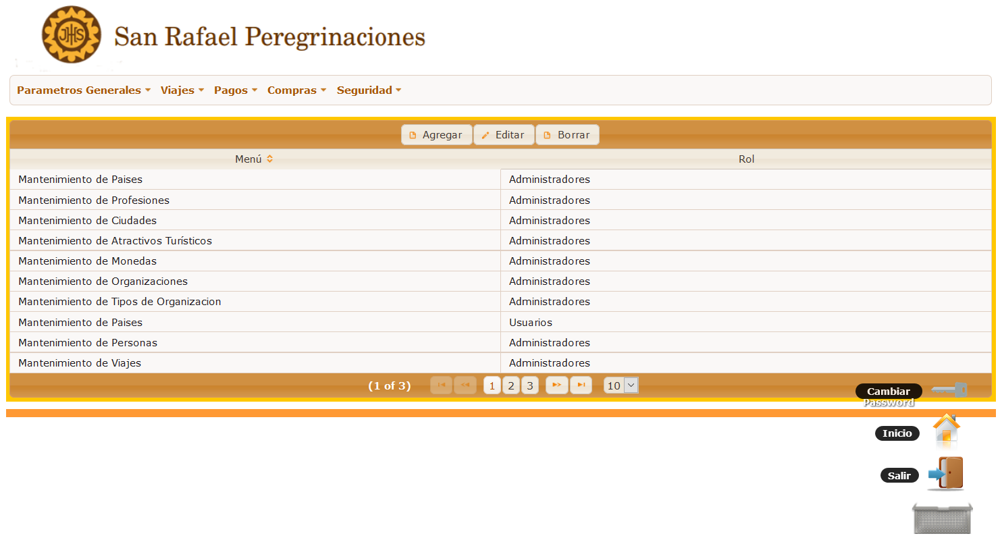 JHS
San Rafael Peregrinaciones
Parametros Generales Viajes Pagos Compras Seguridad
Agregar Editar Borrar
Menú Rol
Mantenimiento de Paises Administradores
Mantenimiento de Profesiones Administradores
Mantenimiento de Ciudades Administradores
Mantenimiento de Atractivos Turísticos Administradores
Mantenimiento de Monedas Administradores
Mantenimiento de Organizaciones Administradores
Mantenimiento de Tipos de Organizacion Administradores
Mantenimiento de Paises Usuarios
Mantenimiento de Personas Administradores
Mantenimiento de Viajes Administradores
(1 of 3) 1 2 3 10
Cambiar
Password
Inicio
Salir